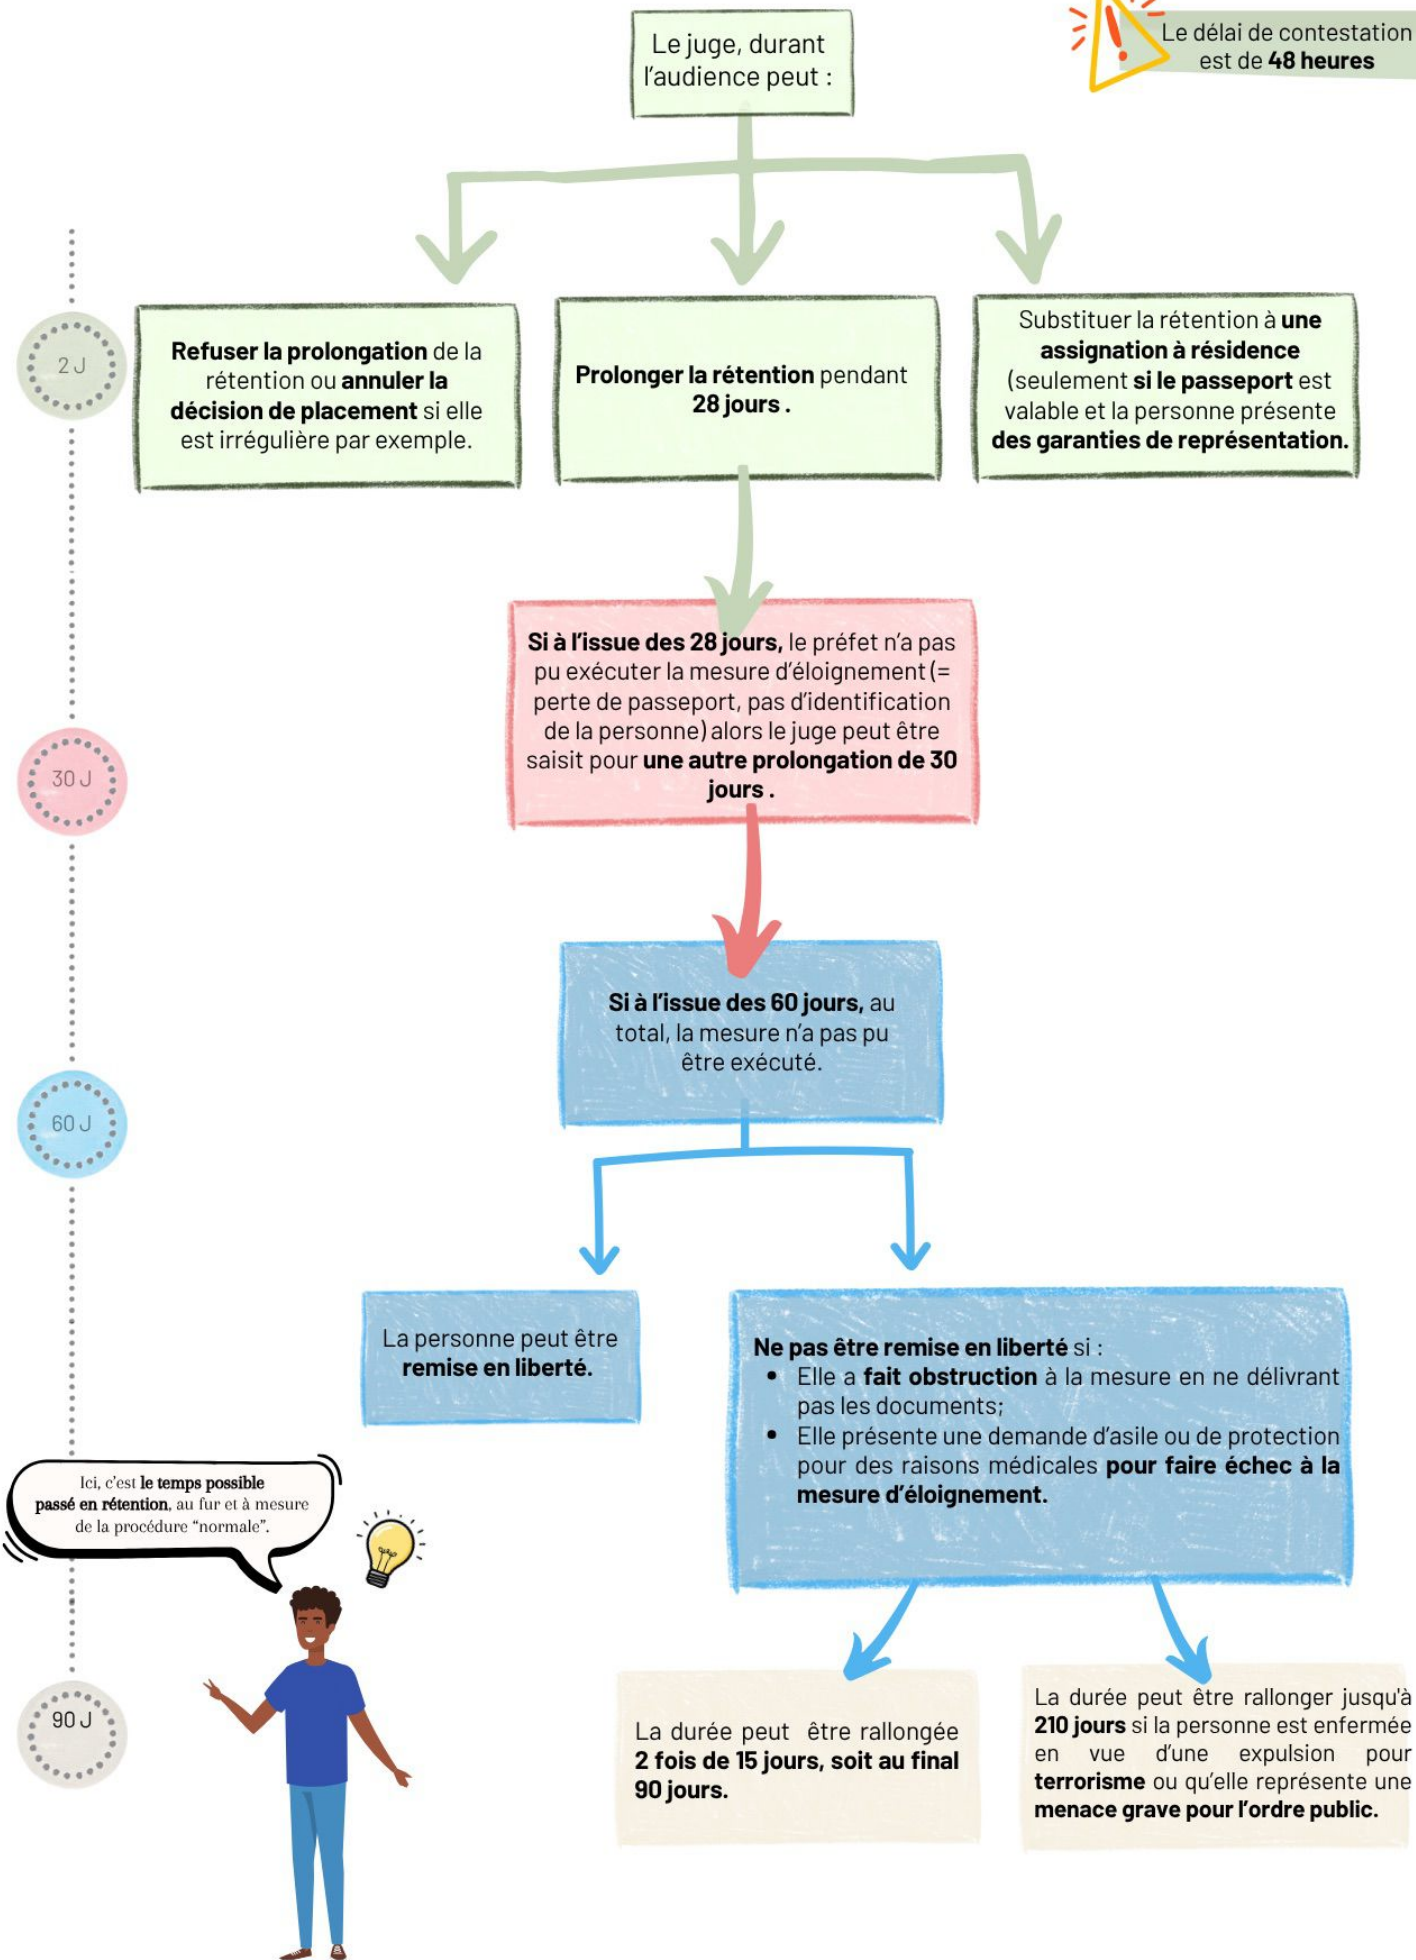 Le juge, durant
l'audience peut :
Le délai de contestation
est de 48 heures
2 J
Refuser la prolongation de la
rétention ou annuler la
décision de placement si elle
est irrégulière par exemple.
Prolonger la rétention pendant
28 jours .
Substituer la rétention à une
assignation à résidence
(seulement si le passeport est
valable et la personne présente
des garanties de représentation.
30 J
Si à l'issue des 28 jours, le préfet n'a pas
pu exécuter la mesure d'éloignement (=
perte de passeport, pas d'identification
de la personne) alors le juge peut être
saisit pour une autre prolongation de 30
jours .
60 J
Si à l'issue des 60 jours, au
total, la mesure n'a pas pu
être exécuté.
La personne peut être
remise en liberté.
Ne pas être remise en liberté si :
• Elle a fait obstruction à la mesure en ne délivrant
pas les documents;
• Elle présente une demande d'asile ou de protection
pour des raisons médicales pour faire échec à la
mesure d'éloignement.
Ici, c'est le temps possible
passé en rétention, au fur et à mesure
de la procédure “normale”.
90 J
La durée peut être rallongée
2 fois de 15 jours, soit au final
90 jours.
La durée peut être rallonger jusqu'à
210 jours si la personne est enfermée
en vue d'une expulsion pour
terrorisme ou qu'elle représente une
menace grave pour l'ordre public.